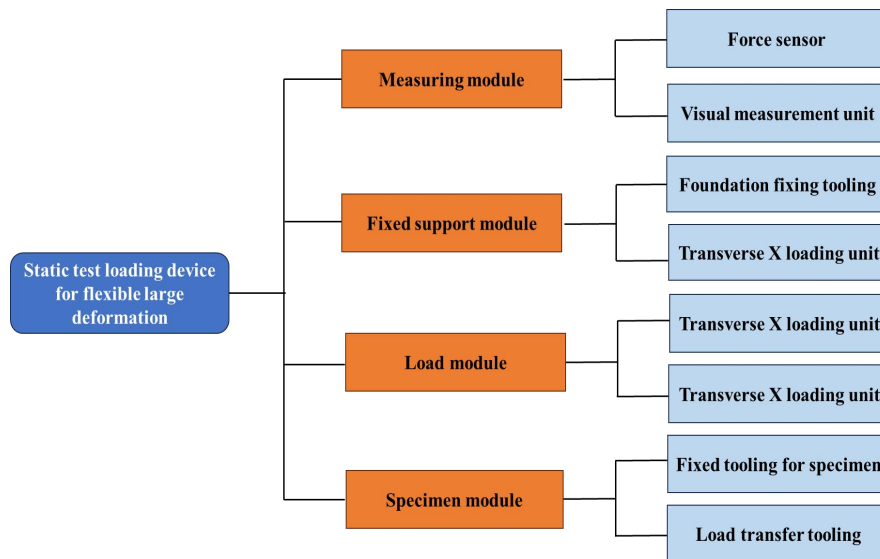 Static test loading device
for flexible large
deformation
Measuring module
Force sensor
Visual measurement unit
Fixed support module
Foundation fixing tooling
Transverse X loading unit
Load module
Transverse X loading unit
Transverse X loading unit
Specimen module
Fixed tooling for specimen
Load transfer tooling